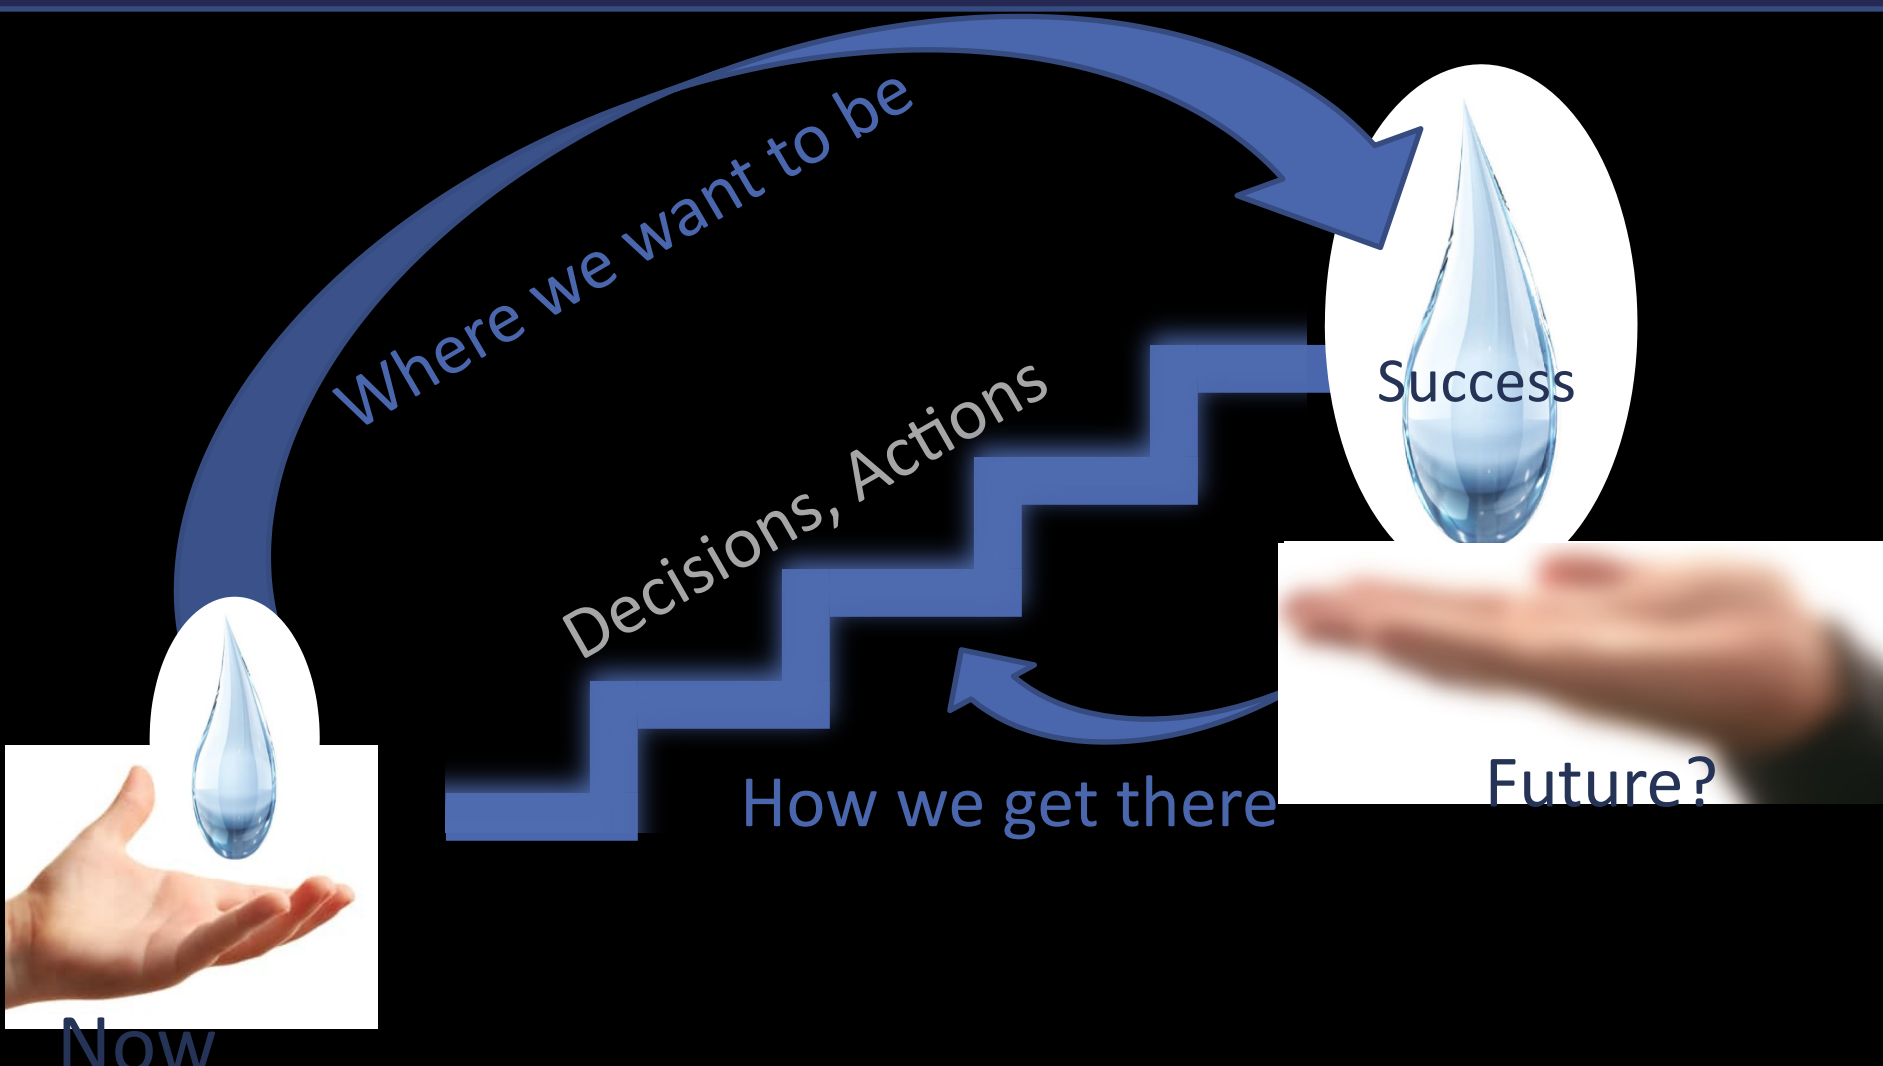 Where we want to be
Decisions, Actions
Success
How we get there
Future?
Now